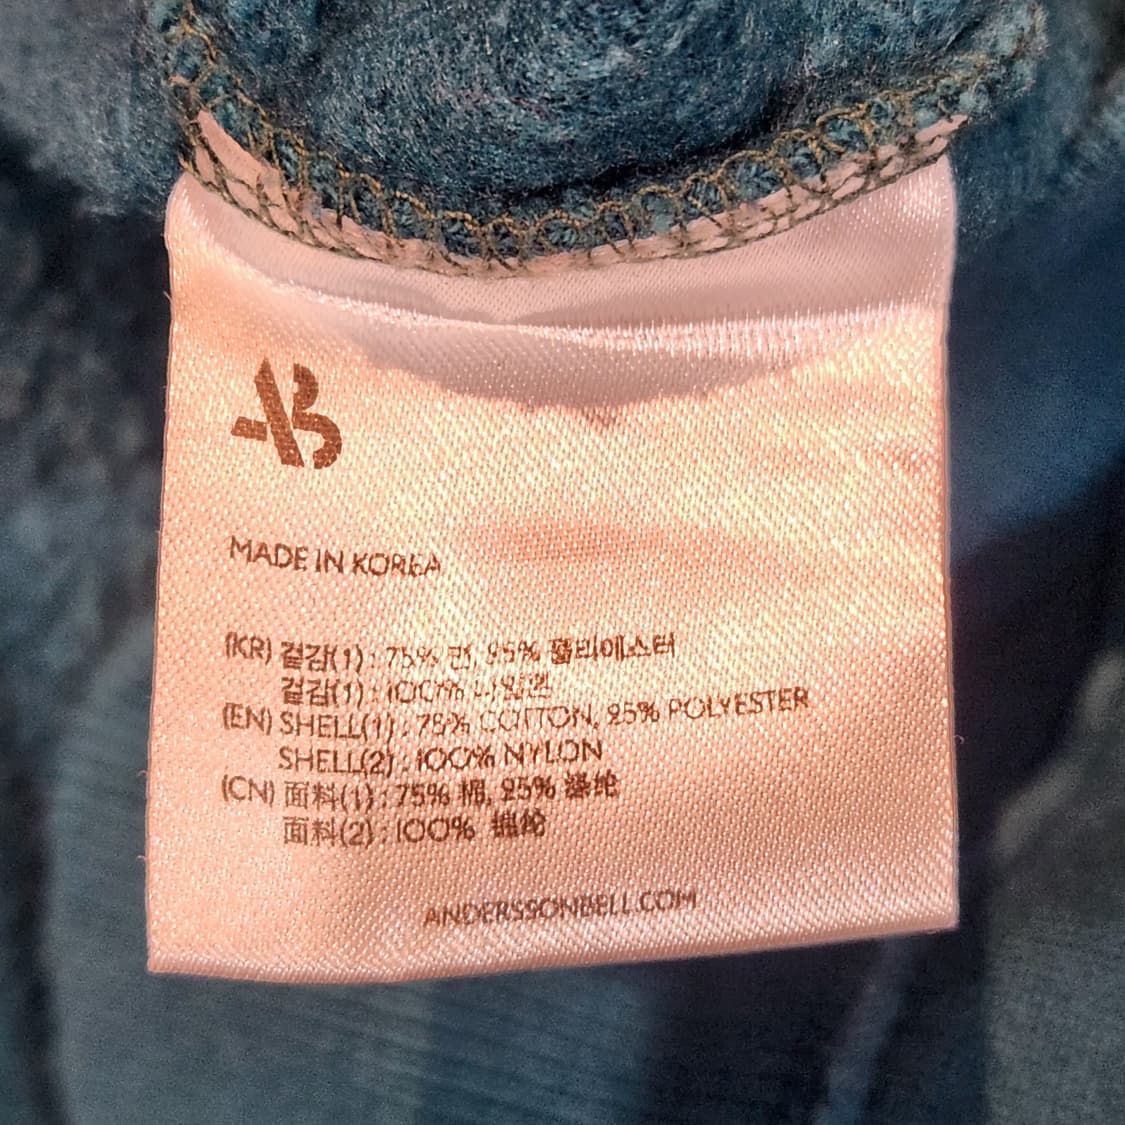 AB
MADE IN KOREA
(KR) 겉감(1) : 75% 면, 25% 폴리에스터
겉감(1) : 100% 나일론
(EN) SHELL(1) : 75% COTTON, 25% POLYESTER
SHELL(2) : 100% NYLON
(CN) 面料(1) : 75% 棉, 25% 涤纶
面料(2) : 100% 锦纶
ANDERSSONBELL.COM